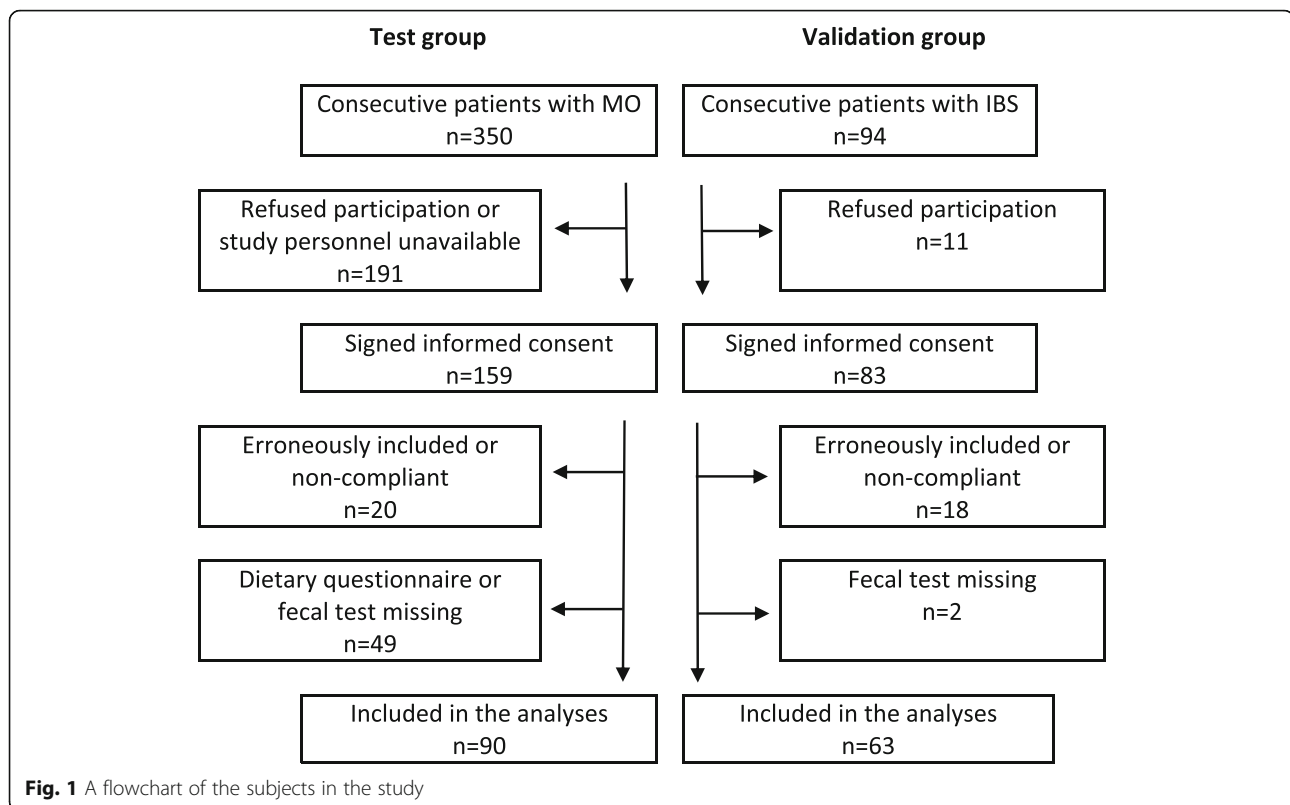 Test group
Validation group
Consecutive patients with MO
n=350
Consecutive patients with IBS
n=94
Refused participation or
study personnel unavailable
n=191
Refused participation
n=11
Signed informed consent
n=159
Signed informed consent
n=83
Erroneously included or
non-compliant
n=20
Erroneously included or
non-compliant
n=18
Dietary questionnaire or
fecal test missing
n=49
Fecal test missing
n=2
Included in the analyses
n=90
Included in the analyses
n=63
Fig. 1 A flowchart of the subjects in the study